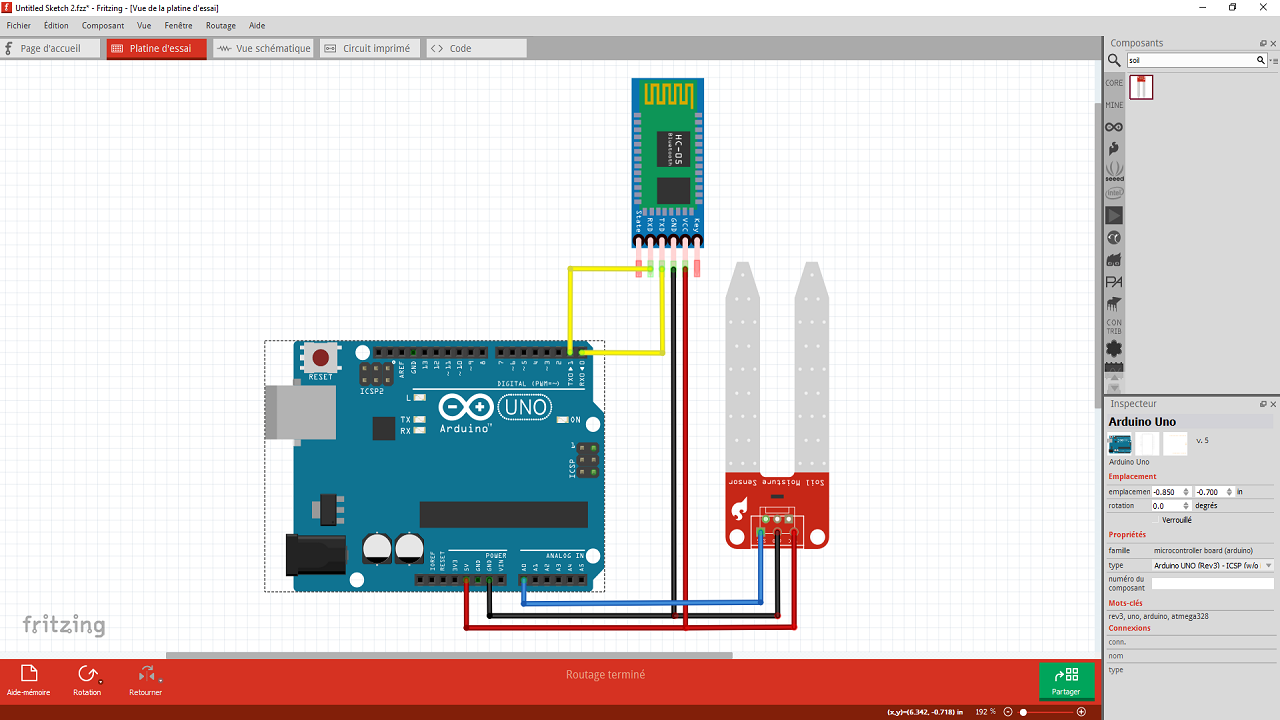 Untitled Sketch 2.fzz* - Fritzing - [Vue de la platine d'essai]
Fichier Édition Composant Vue Fenêtre Routage Aide
Page d'accueil Platine d'essai Vue schématique Circuit imprimé Code
Composants
soil
CORE
MINE
seeed
intel
PA
CON
TRIB
HC-05
Bluetooth
State RXD TXD GND VCC Key
RESET
ICSP2
AREF GND 13 12 ~11 ~10 ~9 8 7 ~6 ~5 4 ~3 2 TXD▶1 RXD◀0
DIGITAL (PWM=~)
L
TX
RX
UNO
Arduino™
ON
1
ICSP
POWER ANALOG IN
IOREF RESET 3V3 5V GND GND VIN A0 A1 A2 A3 A4 A5
Soil Moisture Sensor
fritzing
Inspecteur
Arduino Uno
v. 5
Arduino Uno
Emplacement
emplacemen -0.850 -0.700 in
rotation 0.0 degrés
Verrouillé
Propriétés
famille microcontroller board (arduino)
type Arduino UNO (Rev3) - ICSP (w/o
numéro du
composant
Mots-clés
rev3, uno, arduino, atmega328
Connexions
conn.
nom
type
Aide-mémoire Rotation Retourner
Routage terminé
Partager
(x,y)=(6.342, -0.718) in 192 %